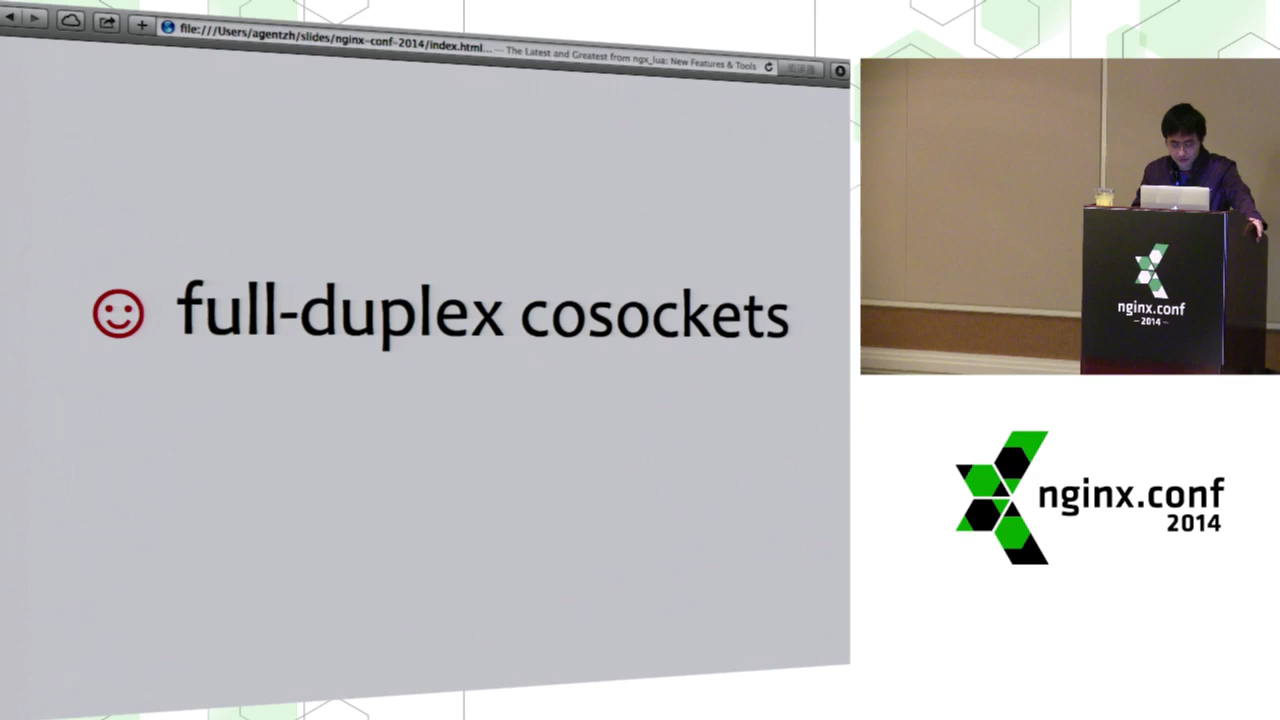 file:///Users/agentzh/slides/nginx-conf-2014/index.html... — The Latest and Greatest from ngx_lua: New Features & Tools
☺ full-duplex cosockets
nginx.conf
—2014—
nginx.conf
2014